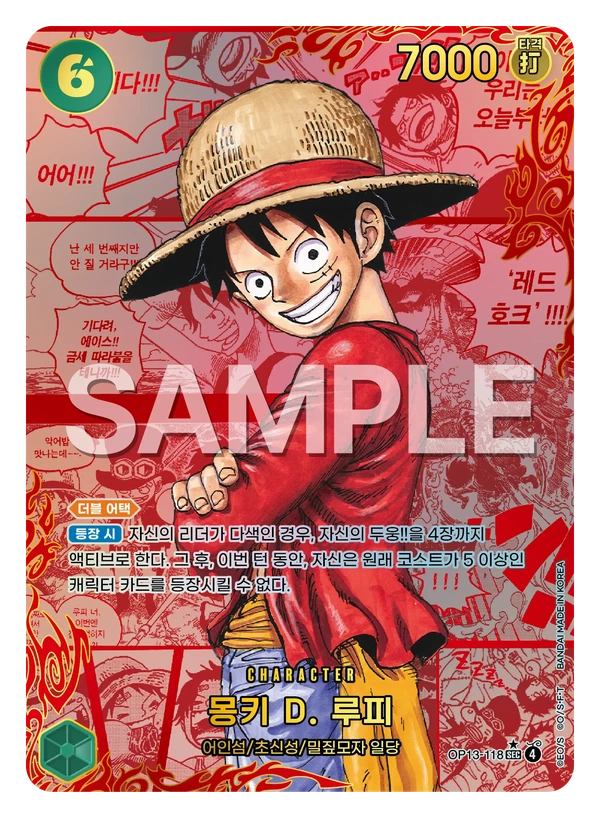 6
7000
타격
打
다!!!
우리는
오늘부
어어!!!
난 세 번째지만
안 질 거라구!!
'레드
호크' !!!!
기다려,
에이스!!
금세 따라붙을
테니까!!!
SAMPLE
악어밥
맛나는데~~.
더블 어택
등장 시 자신의 리더가 다색인 경우, 자신의 두웅!!을 4장까지
액티브로 한다. 그 후, 이번 턴 동안, 자신은 원래 코스트가 5 이상인
캐릭터 카드를 등장시킬 수 없다.
루피 너,
이번엔
CHARACTER
몽키 D. 루피
어인섬/초신성/밀짚모자 일당
OP13-118 SEC 4
©EO/S ©O/S·F·T BANDAI MADE IN KOREA